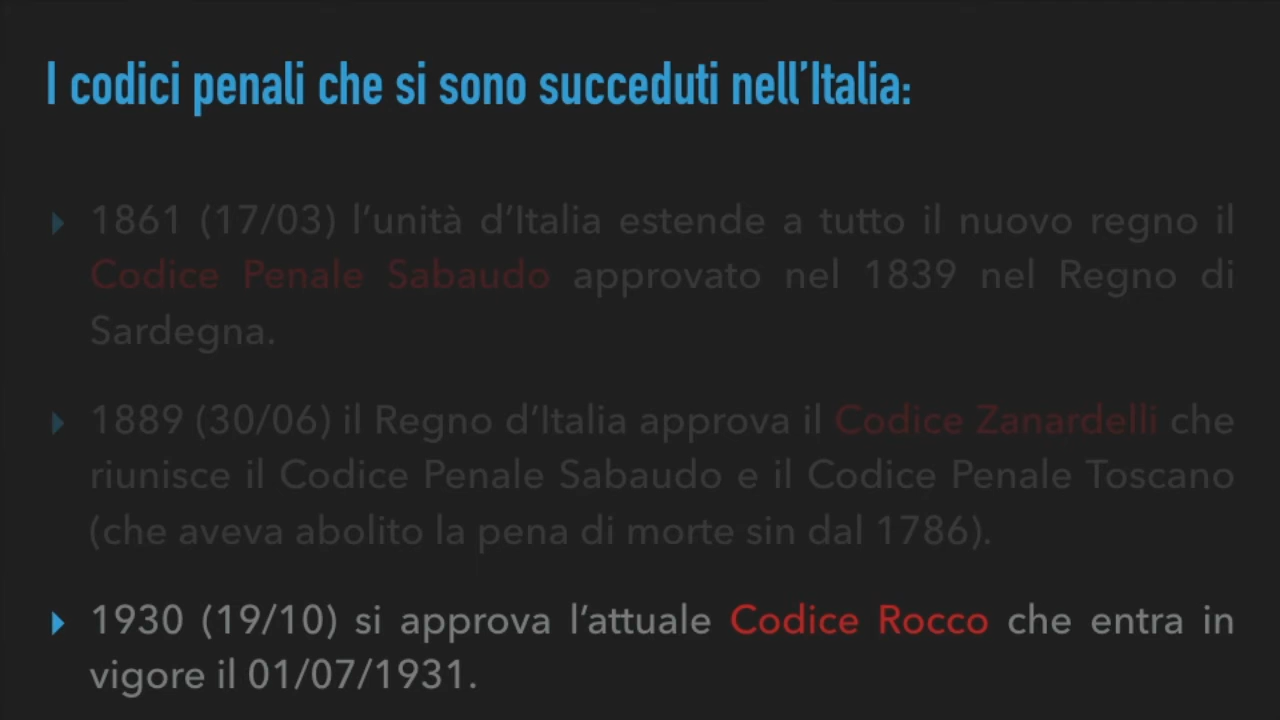 I codici penali che si sono succeduti nell'Italia:
1861 (17/03) l'unità d'Italia estende a tutto il nuovo regno il
Codice Penale Sabaudo approvato nel 1839 nel Regno di
Sardegna.
1889 (30/06) il Regno d'Italia approva il Codice Zanardelli che
riunisce il Codice Penale Sabaudo e il Codice Penale Toscano
(che aveva abolito la pena di morte sin dal 1786).
1930 (19/10) si approva l'attuale Codice Rocco che entra in
vigore il 01/07/1931.